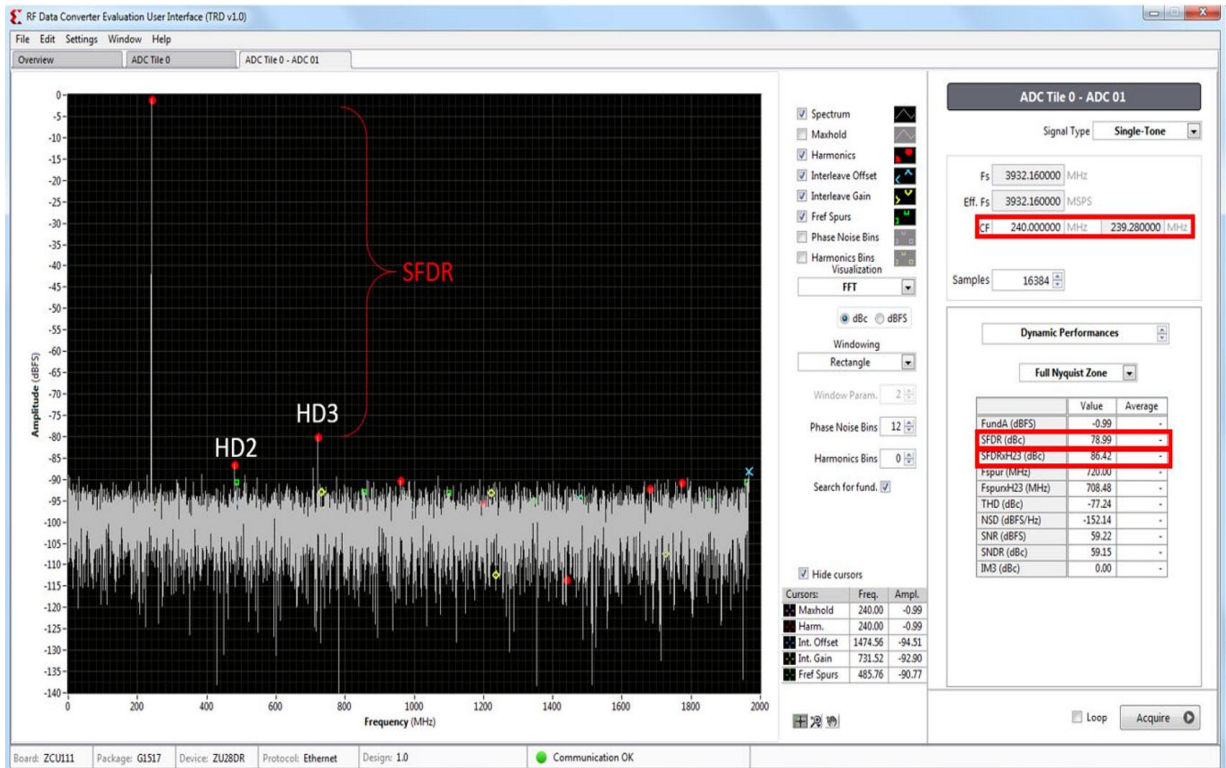 RF Data Converter Evaluation User Interface (TRD v1.0)
File Edit Settings Window Help
Overview ADC Tile 0 ADC Tile 0 - ADC 01
0
-5
-10
-15
-20
-25
-30
-35
-40
-45
-50
-55
-60
-65
-70
-75
-80
-85
-90
-95
-100
-105
-110
-115
-120
-125
-130
-135
-140
Amplitude (dBFS)
SFDR
HD3
HD2
0 200 400 600 800 1000 1200 1400 1600 1800 2000
Frequency (MHz)
Spectrum
Maxhold
Harmonics
Interleave Offset
Interleave Gain
Fref Spurs
Phase Noise Bins
Harmonics Bins
Visualization
FFT
dBc dBFS
Windowing
Rectangle
Window Param. 2
Phase Noise Bins 12
Harmonics Bins 0
Search for fund.
Hide cursors
Cursors: Freq. Ampl.
Maxhold 240.00 -0.99
Harm. 240.00 -0.99
Int. Offset 1474.56 -94.51
Int. Gain 731.52 -92.90
Fref Spurs 485.76 -90.77
ADC Tile 0 - ADC 01
Signal Type Single-Tone
Fs 3932.160000 MHz
Eff. Fs 3932.160000 MSPS
CF 240.000000 MHz 239.280000 MHz
Samples 16384
Dynamic Performances
Full Nyquist Zone
Value Average
FundA (dBFS) -0.99 -
SFDR (dBc) 78.99 -
SFDRxH23 (dBc) 86.42 -
Fspur (MHz) 720.00 -
FspurxH23 (MHz) 708.48 -
THD (dBc) -77.24 -
NSD (dBFS/Hz) -152.14 -
SNR (dBFS) 59.22 -
SNDR (dBc) 59.15 -
IM3 (dBc) 0.00 -
Loop Acquire
Board: ZCU111 Package: G1517 Device: ZU28DR Protocol: Ethernet Design: 1.0 Communication OK